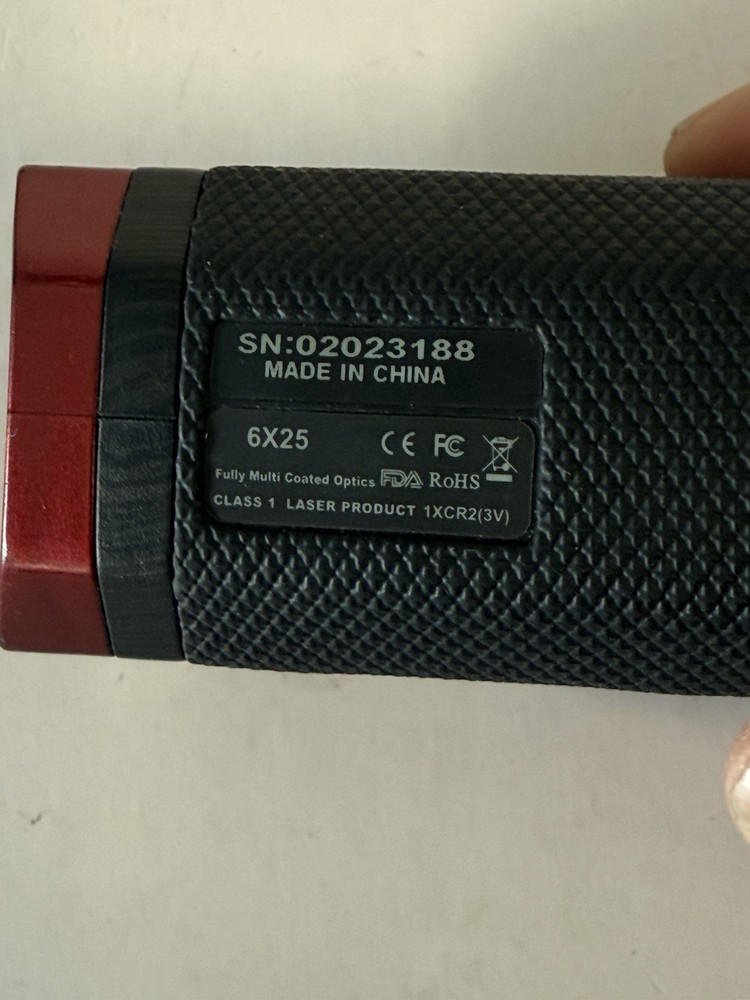 SN:02023188
MADE IN CHINA
6X25 CE FC
Fully Multi Coated Optics FDA RoHS
CLASS 1 LASER PRODUCT 1XCR2(3V)